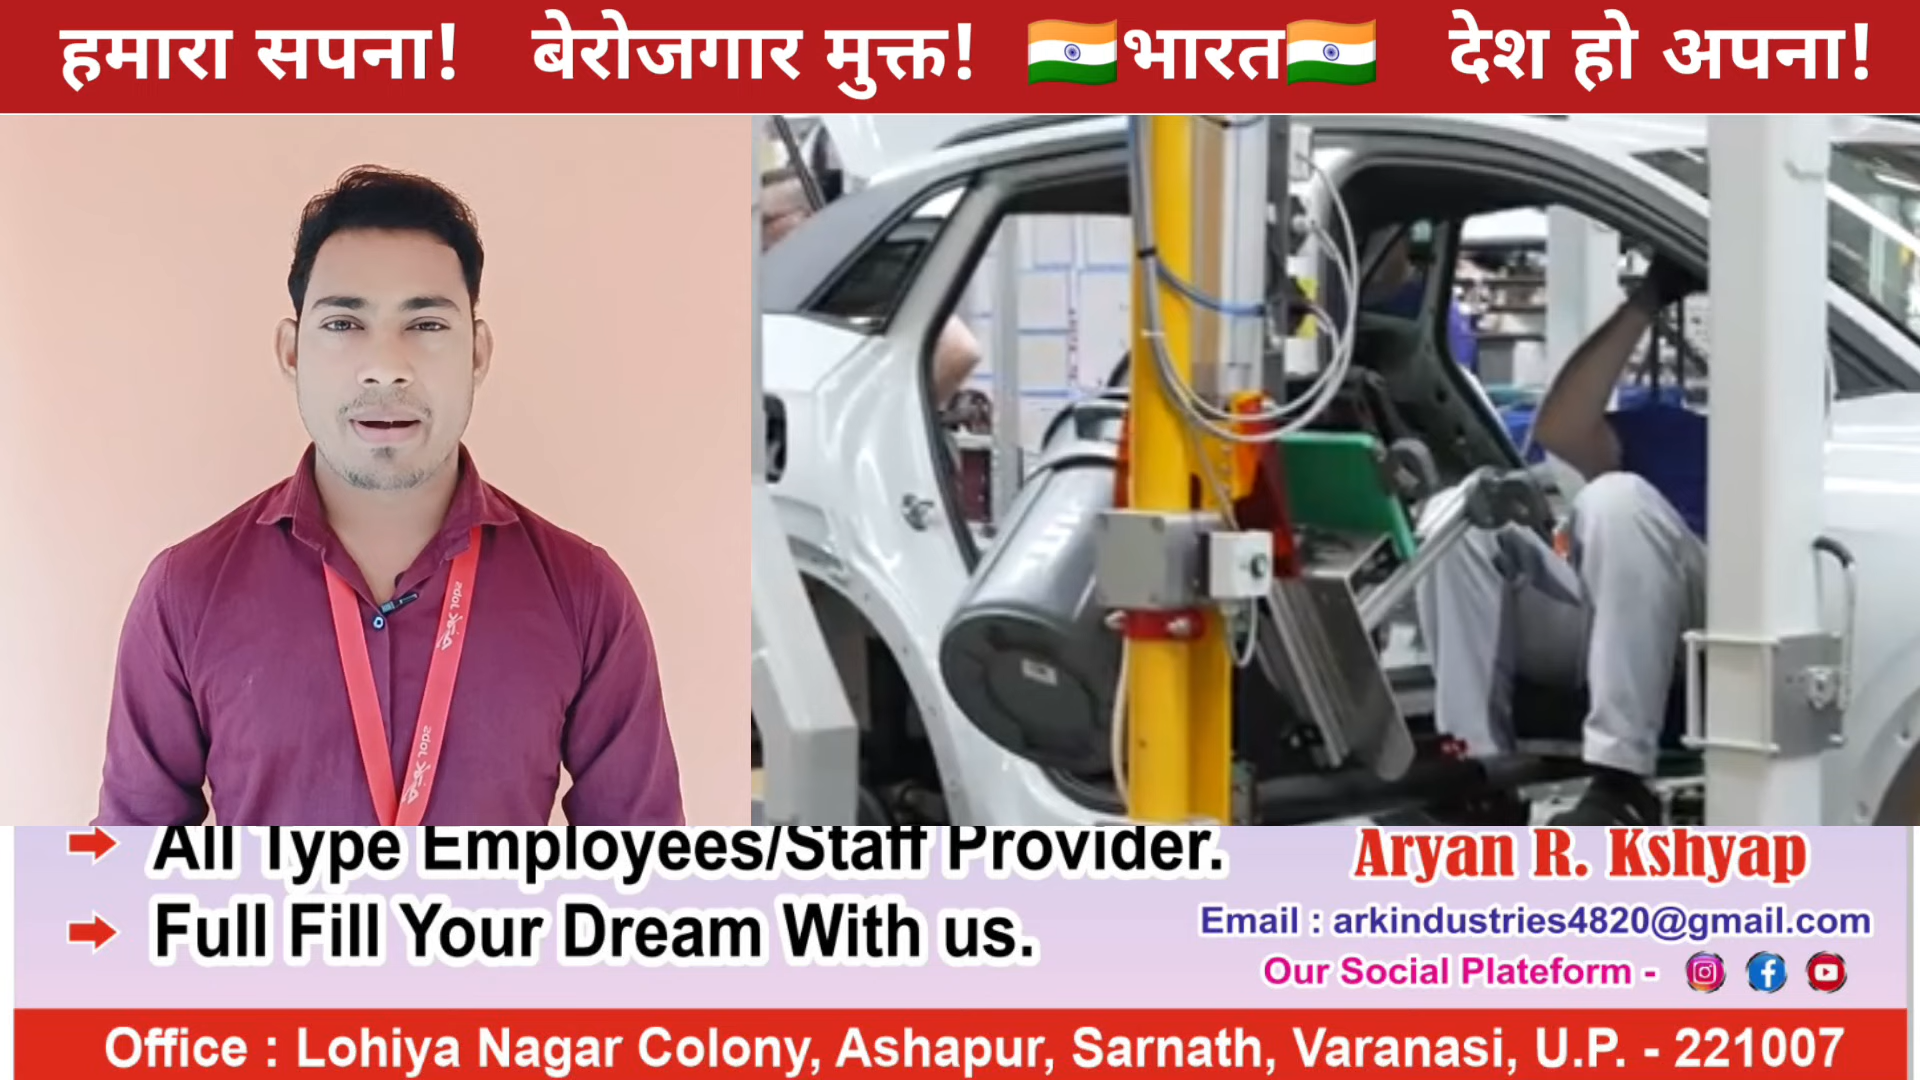 हमारा सपना! बेरोजगार मुक्त! 🇮🇳भारत🇮🇳 देश हो अपना!
All Type Employees/Staff Provider.
Full Fill Your Dream With us.
Aryan R. Kshyap
Email : arkindustries4820@gmail.com
Our Social Plateform -
Office : Lohiya Nagar Colony, Ashapur, Sarnath, Varanasi, U.P. - 221007